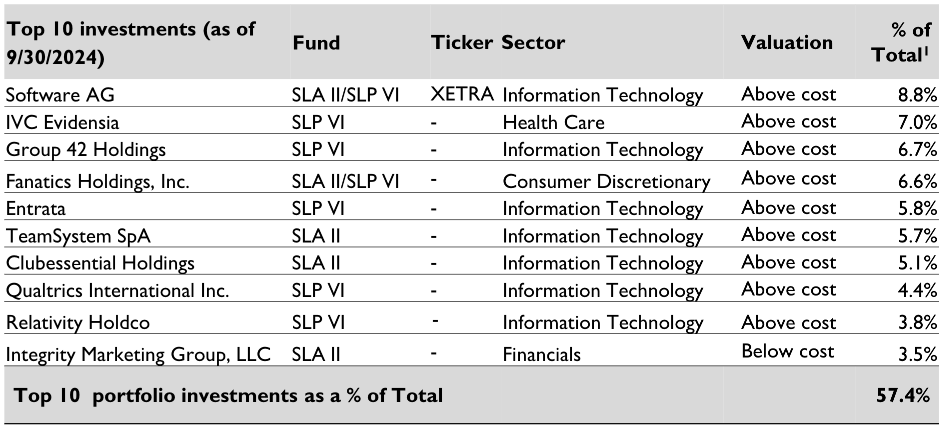 Top 10 investments (as of 9/30/2024) Fund Ticker Sector Valuation % of Total¹
Software AG SLA II/SLP VI XETRA Information Technology Above cost 8.8%
IVC Evidensia SLP VI - Health Care Above cost 7.0%
Group 42 Holdings SLP VI - Information Technology Above cost 6.7%
Fanatics Holdings, Inc. SLA II/SLP VI - Consumer Discretionary Above cost 6.6%
Entrata SLP VI - Information Technology Above cost 5.8%
TeamSystem SpA SLA II - Information Technology Above cost 5.7%
Clubessential Holdings SLA II - Information Technology Above cost 5.1%
Qualtrics International Inc. SLP VI - Information Technology Above cost 4.4%
Relativity Holdco SLP VI - Information Technology Above cost 3.8%
Integrity Marketing Group, LLC SLA II - Financials Below cost 3.5%
Top 10 portfolio investments as a % of Total 57.4%